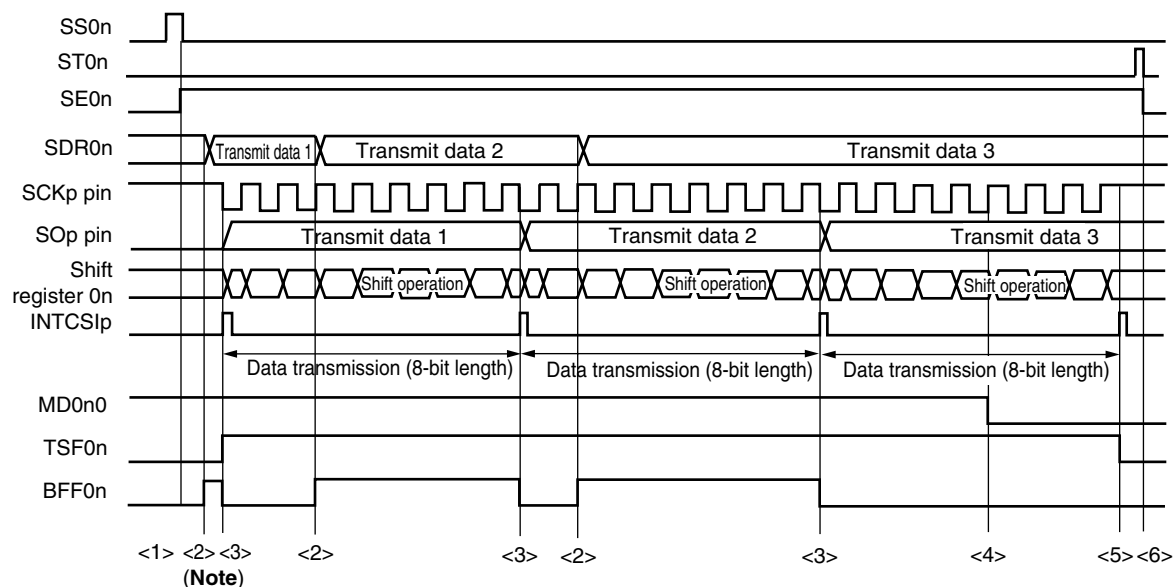 SS0n
ST0n
SE0n
SDR0n
Transmit data 1
Transmit data 2
Transmit data 3
SCKp pin
SOp pin
Transmit data 1
Transmit data 2
Transmit data 3
Shift
register 0n
Shift operation
Shift operation
Shift operation
INTCSIp
Data transmission (8-bit length)
Data transmission (8-bit length)
Data transmission (8-bit length)
MD0n0
TSF0n
BFF0n
<1> <2> <3> <2> <3> <2> <3> <4> <5> <6>
(Note)